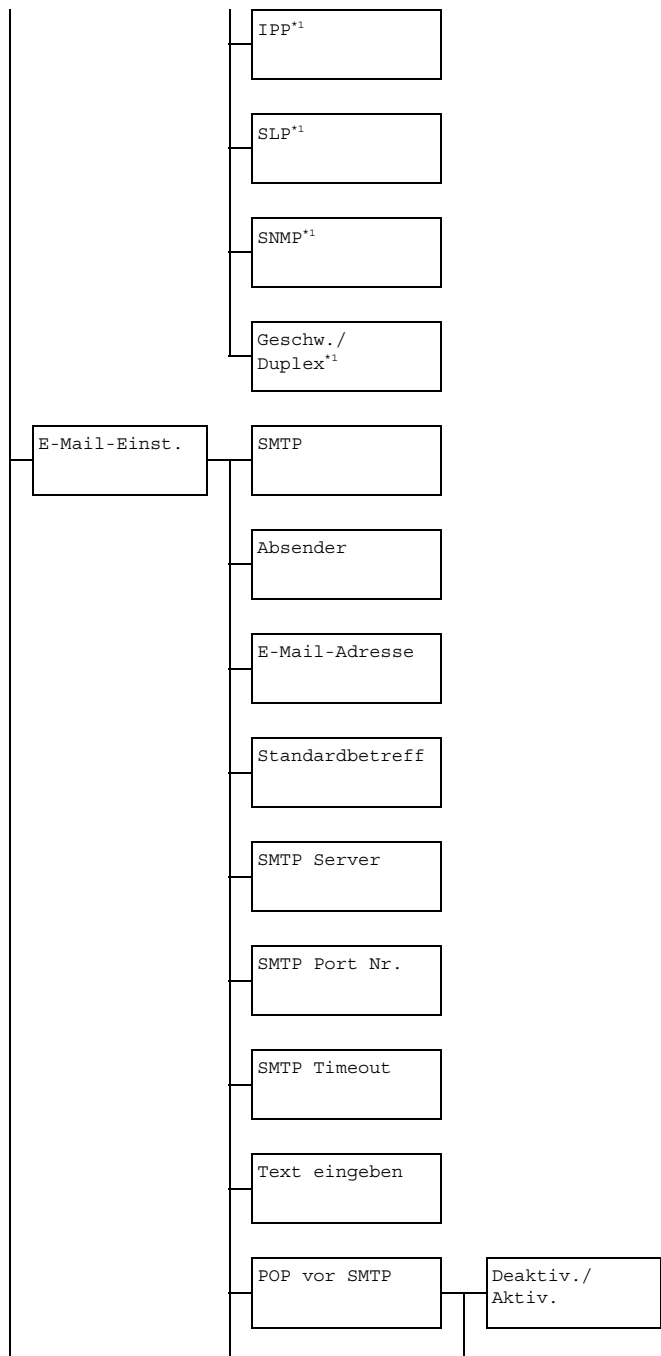 IPP*1
SLP*1
SNMP*1
Geschw./
Duplex*1
E-Mail-Einst.
SMTP
Absender
E-Mail-Adresse
Standardbetreff
SMTP Server
SMTP Port Nr.
SMTP Timeout
Text eingeben
POP vor SMTP
Deaktiv./
Aktiv.